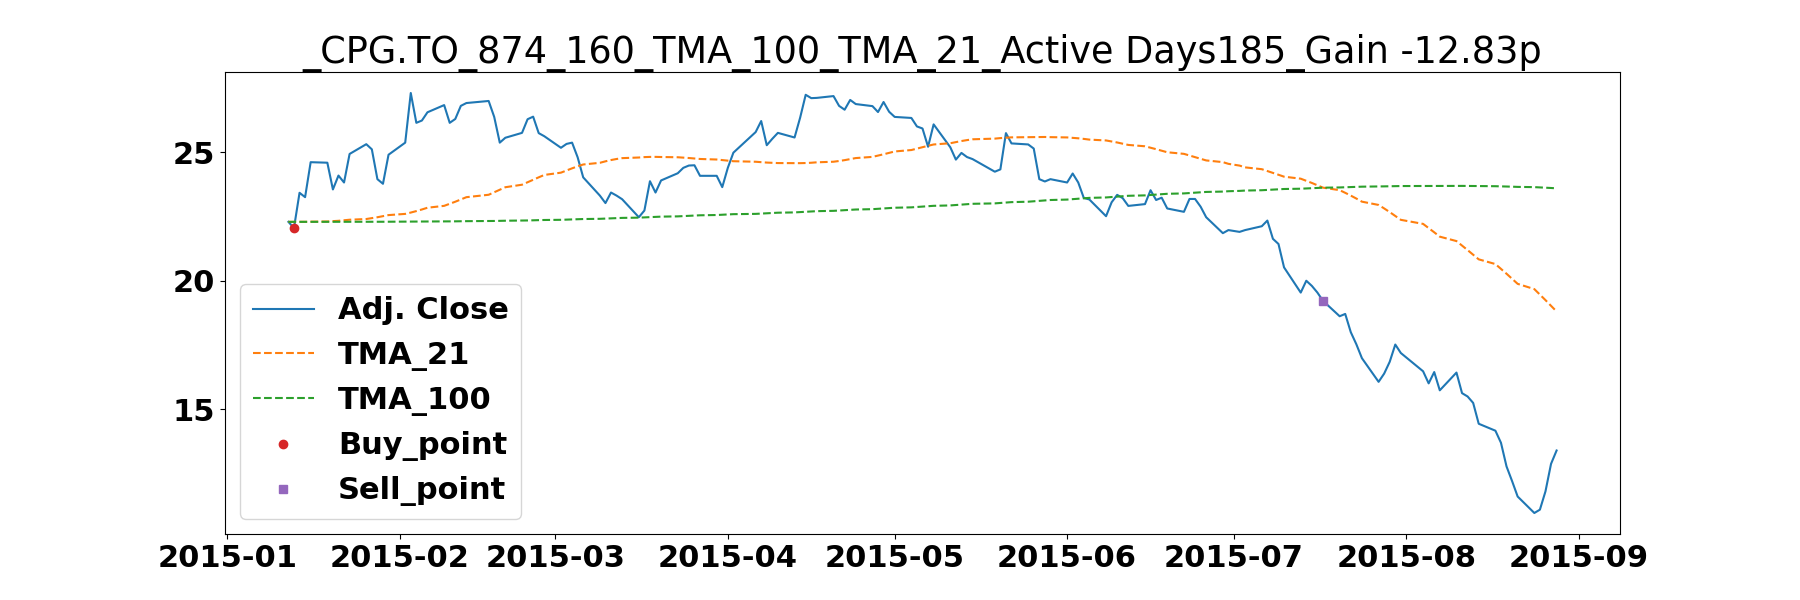 _CPG.TO_874_160_TMA_100_TMA_21_Active Days185_Gain -12.83p
25
20
15
Adj. Close
TMA_21
TMA_100
Buy_point
Sell_point
2015-01 2015-02 2015-03 2015-04 2015-05 2015-06 2015-07 2015-08 2015-09